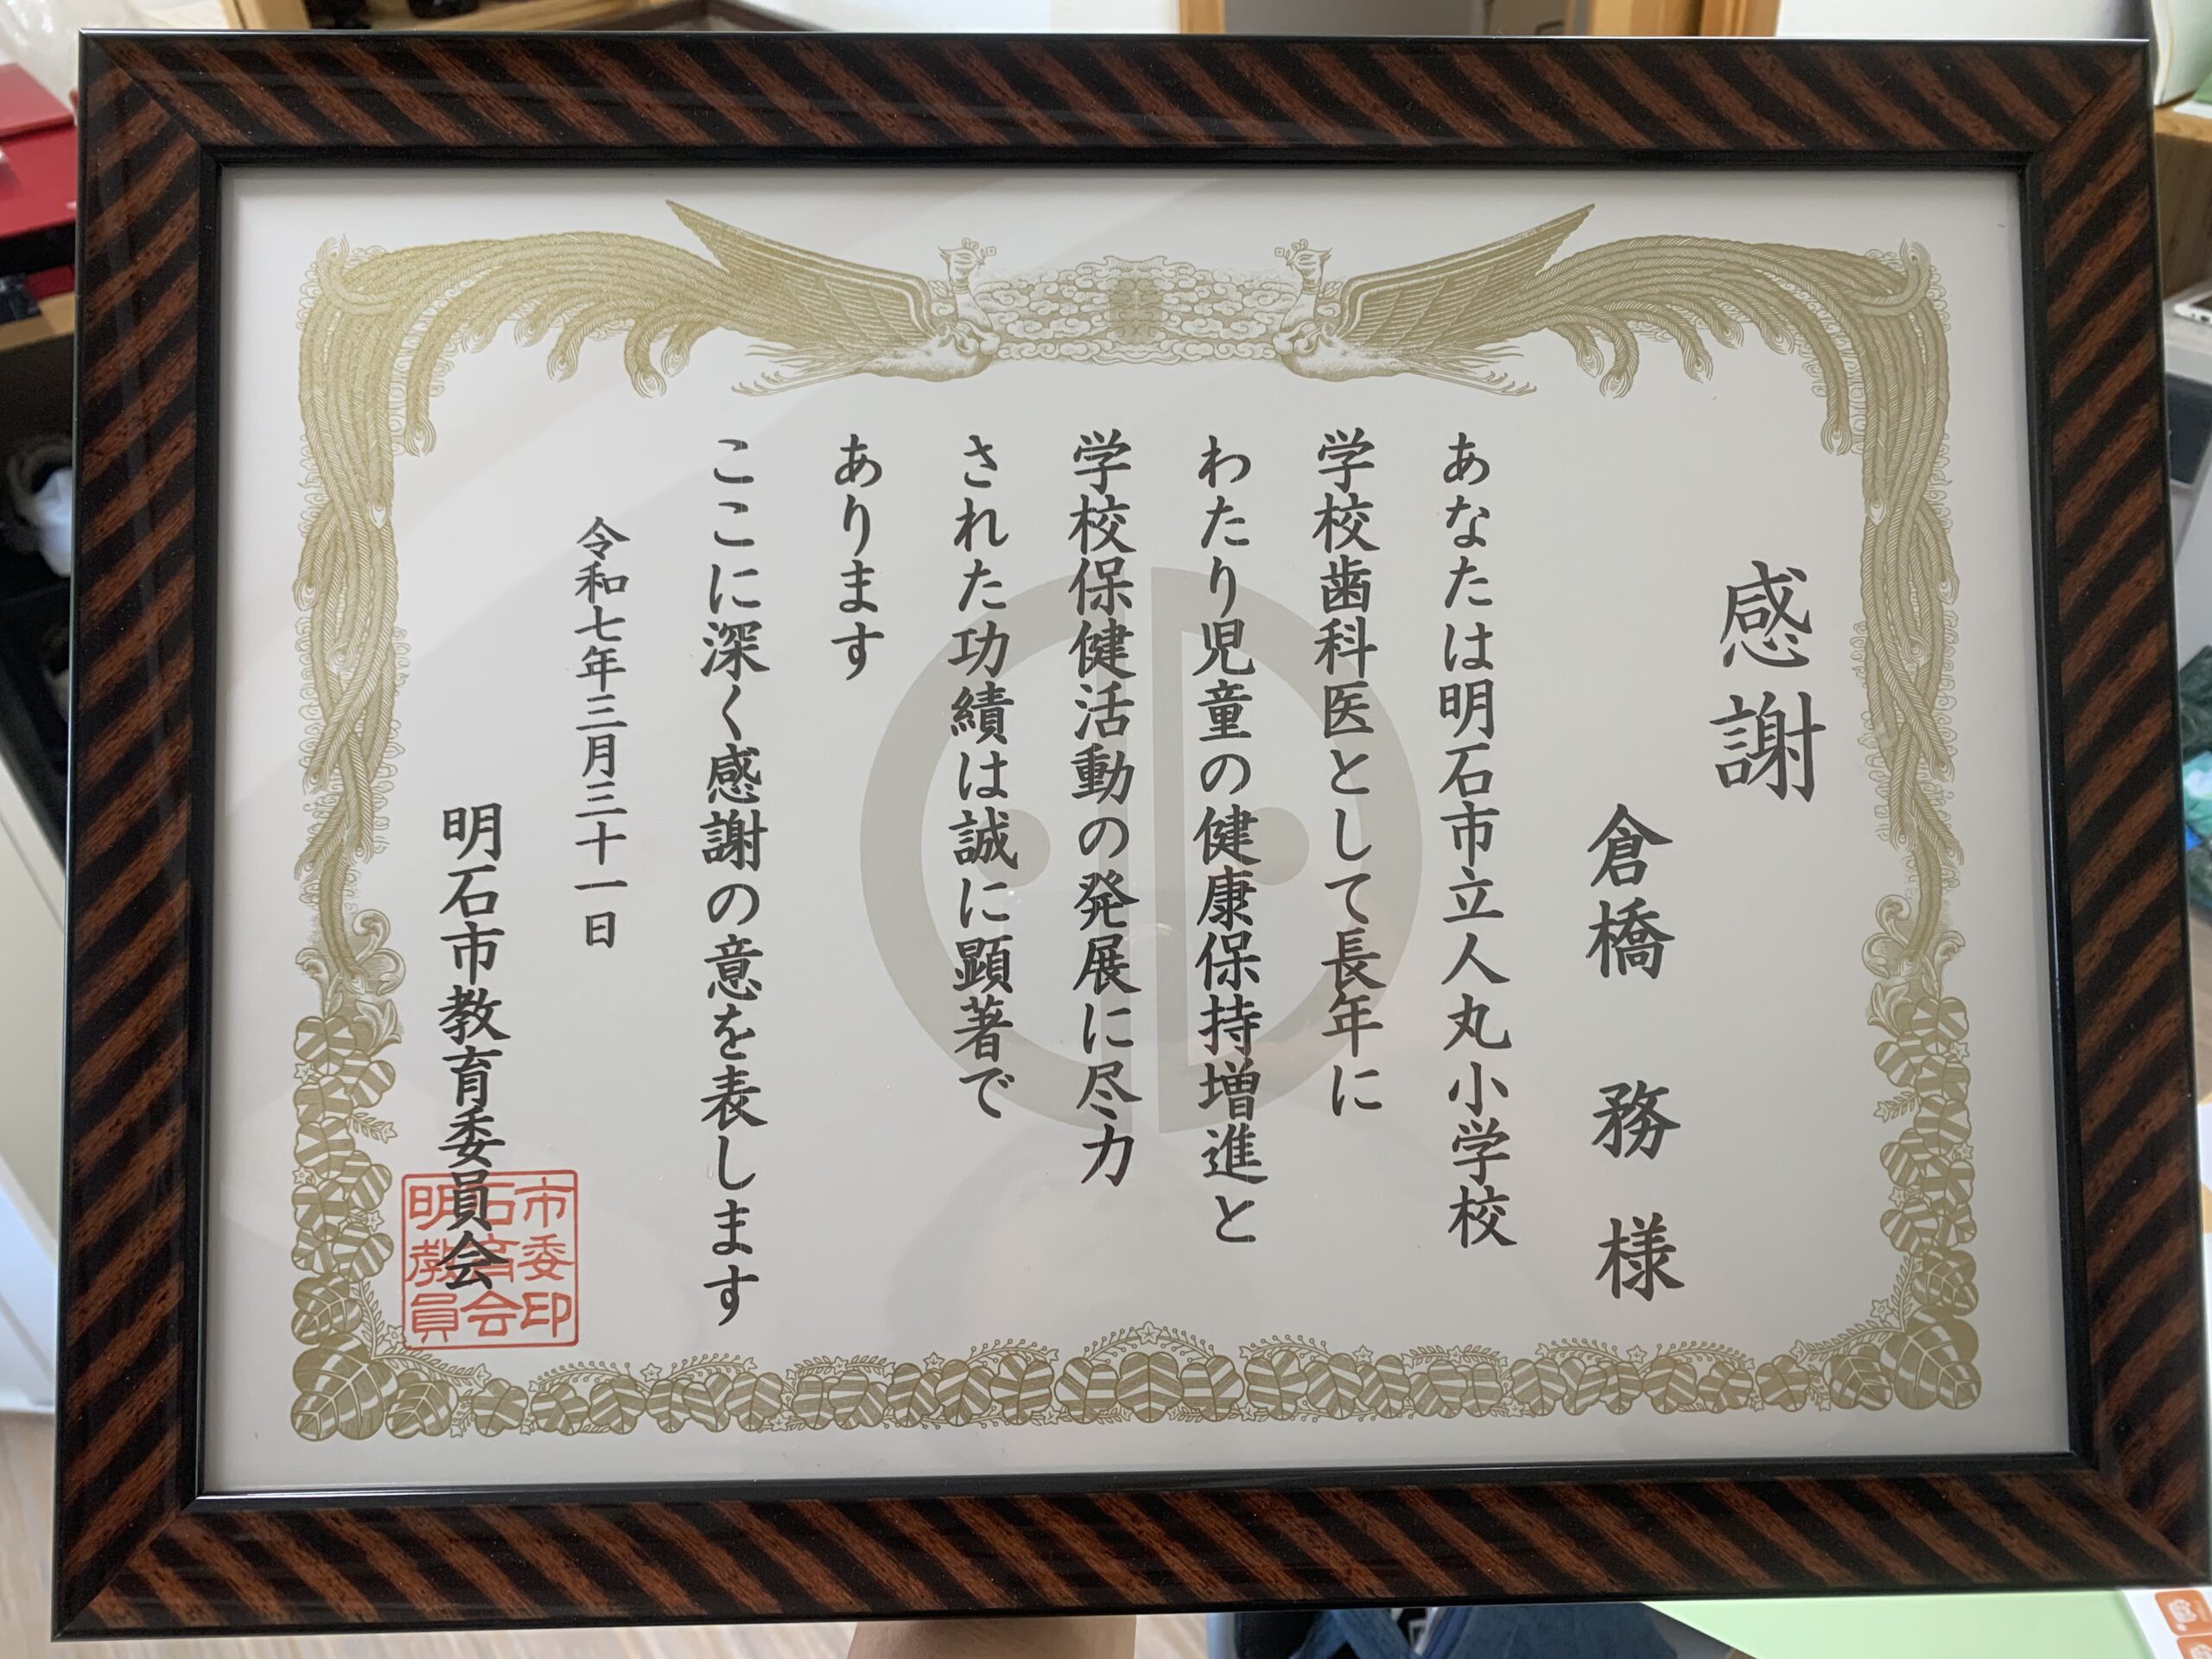 感謝
倉橋 務 様
あなたは明石市立人丸小学校
学校歯科医として長年に
わたり児童の健康保持増進と
学校保健活動の発展に尽力
された功績は誠に顕著で
あります
ここに深く感謝の意を表します
令和七年三月三十一日
明石市教育委員会
明石市
教育委
員会印